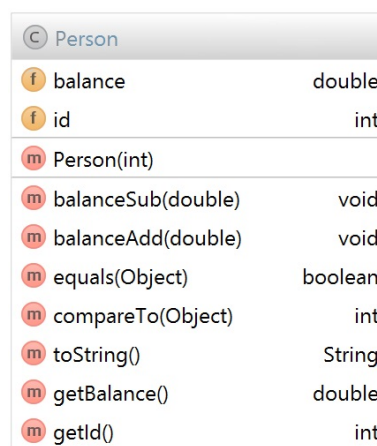 C Person
f balance double
f id int
m Person(int)
m balanceSub(double) void
m balanceAdd(double) void
m equals(Object) boolean
m compareTo(Object) int
m toString() String
m getBalance() double
m getId() int